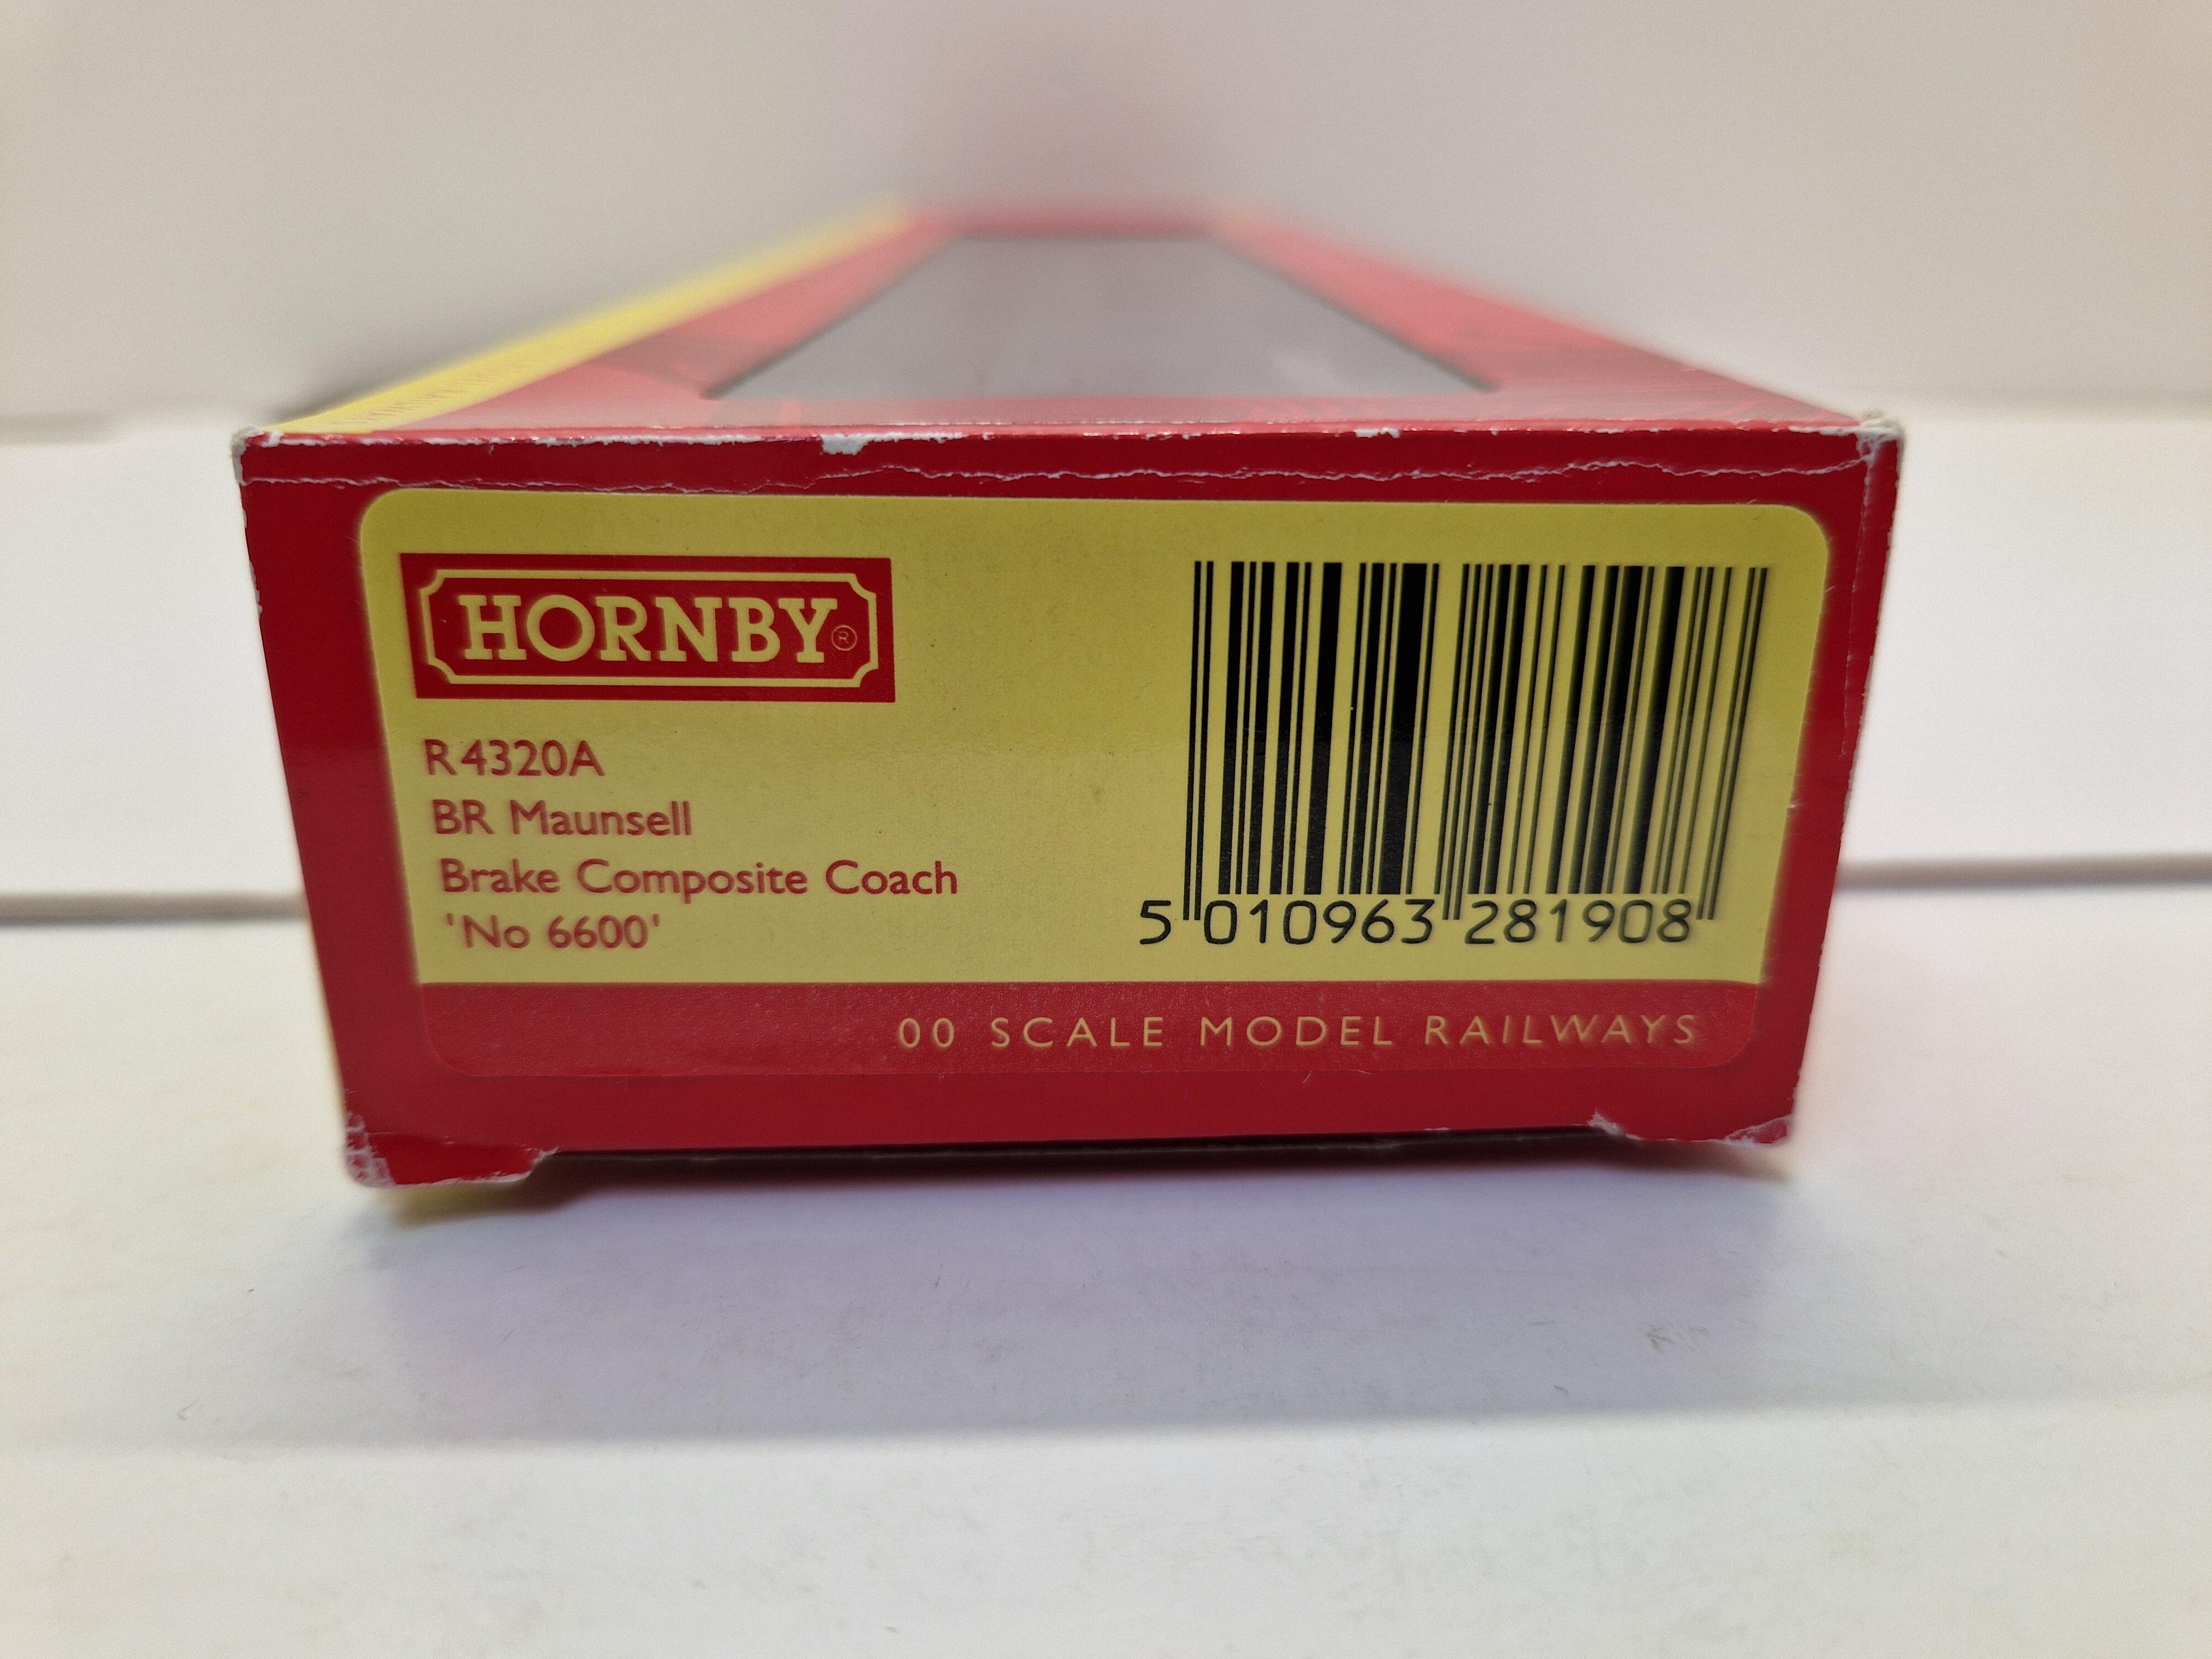 HORNBY®
R4320A
BR Maunsell
Brake Composite Coach
'No 6600'
5 010963 281908
00 SCALE MODEL RAILWAYS